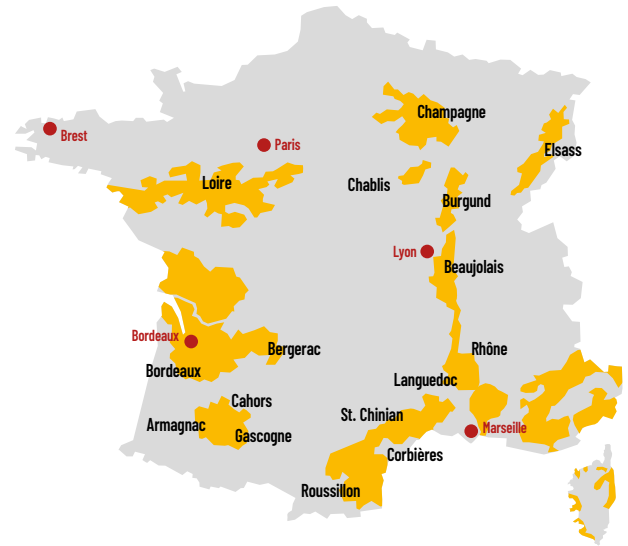 Champagne
Brest
Paris
Elsass
Loire
Chablis
Burgund
Lyon
Beaujolais
Bordeaux
Bergerac
Rhône
Bordeaux
Languedoc
Cahors
St. Chinian
Armagnac
Marseille
Gascogne
Corbières
Roussillon